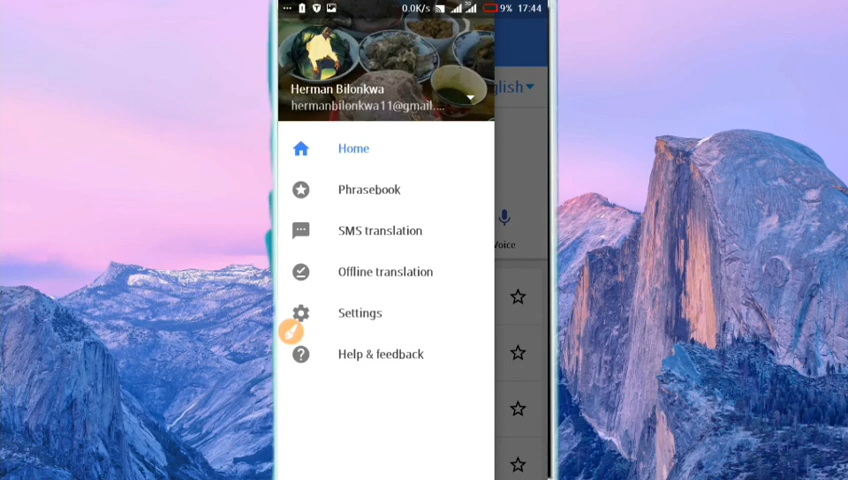 0.0K/s 3G 9% 17:44
Herman Bilonkwa
hermanbilonkwa11@gmail....
glish
Home
Phrasebook
SMS translation
Voice
Offline translation
Settings
Help & feedback